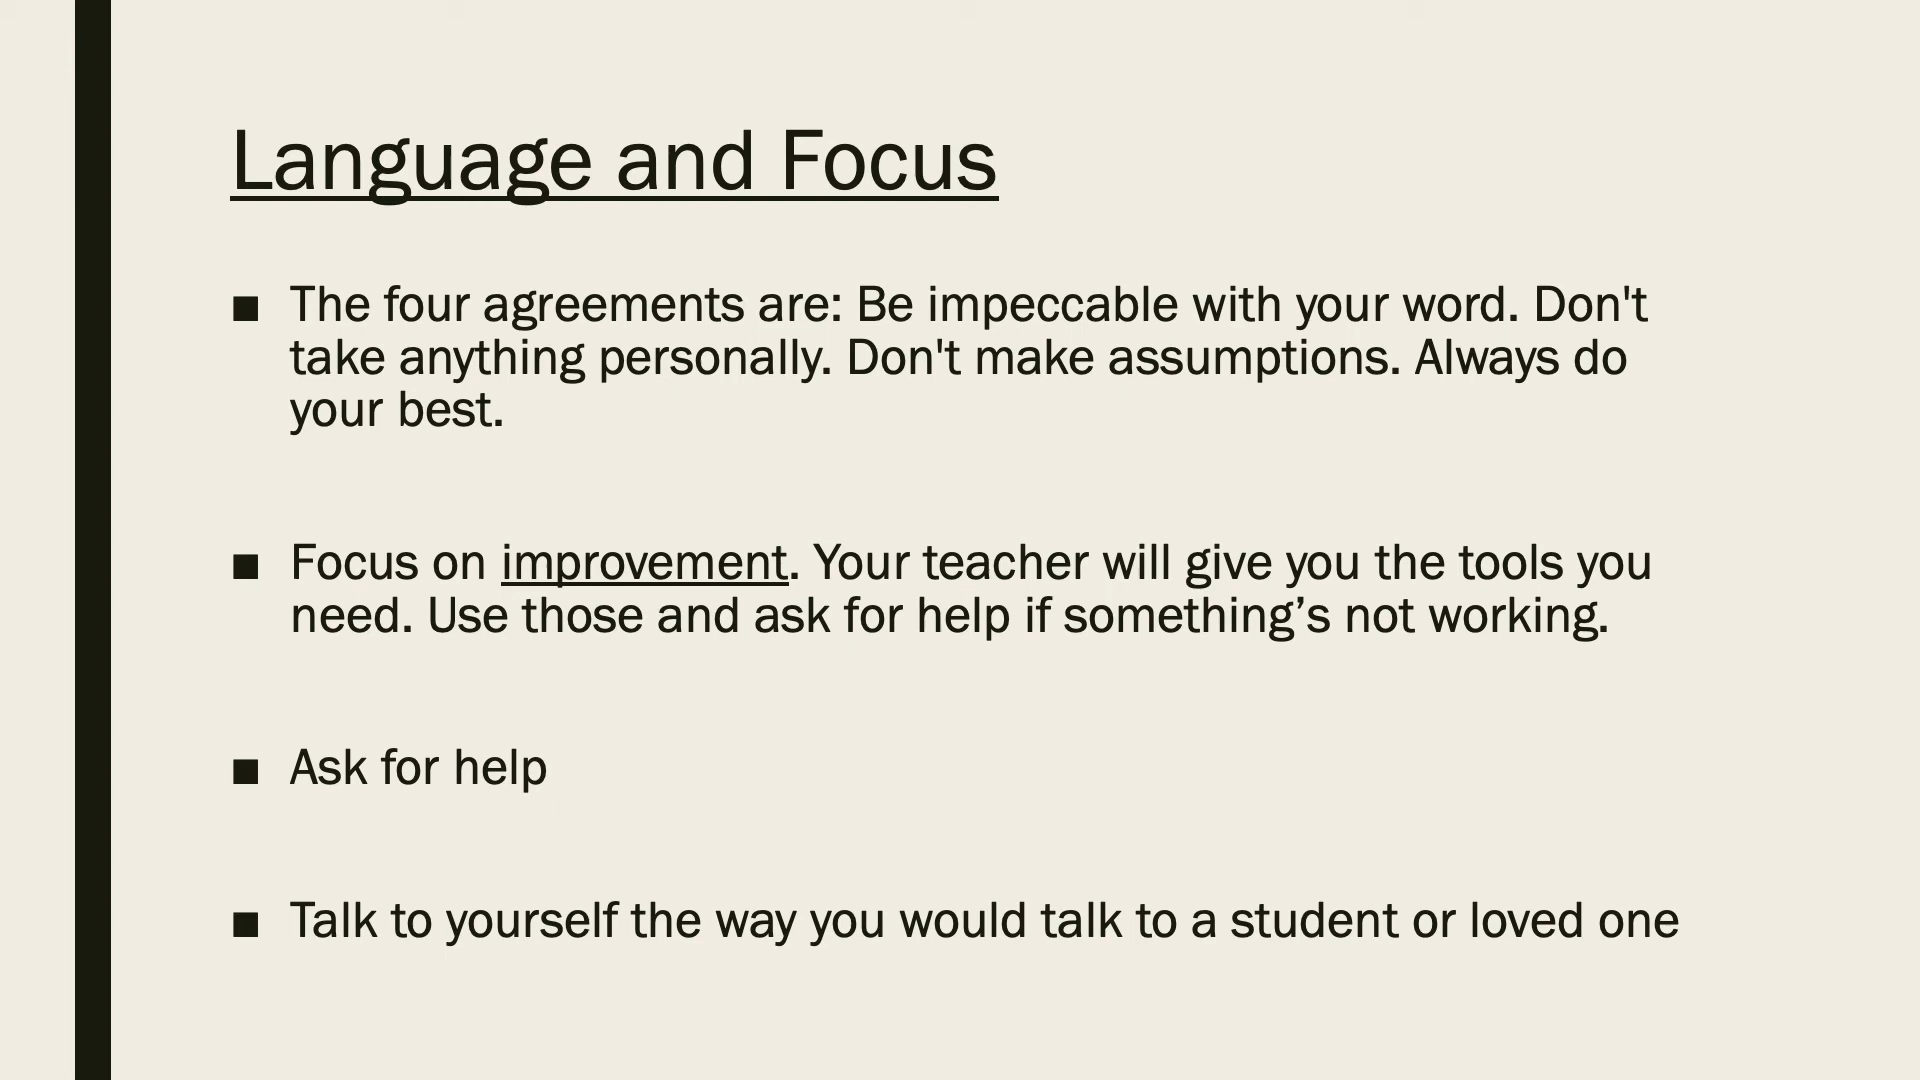 Language and Focus
■ The four agreements are: Be impeccable with your word. Don't
take anything personally. Don't make assumptions. Always do
your best.
■ Focus on improvement. Your teacher will give you the tools you
need. Use those and ask for help if something’s not working.
■ Ask for help
■ Talk to yourself the way you would talk to a student or loved one